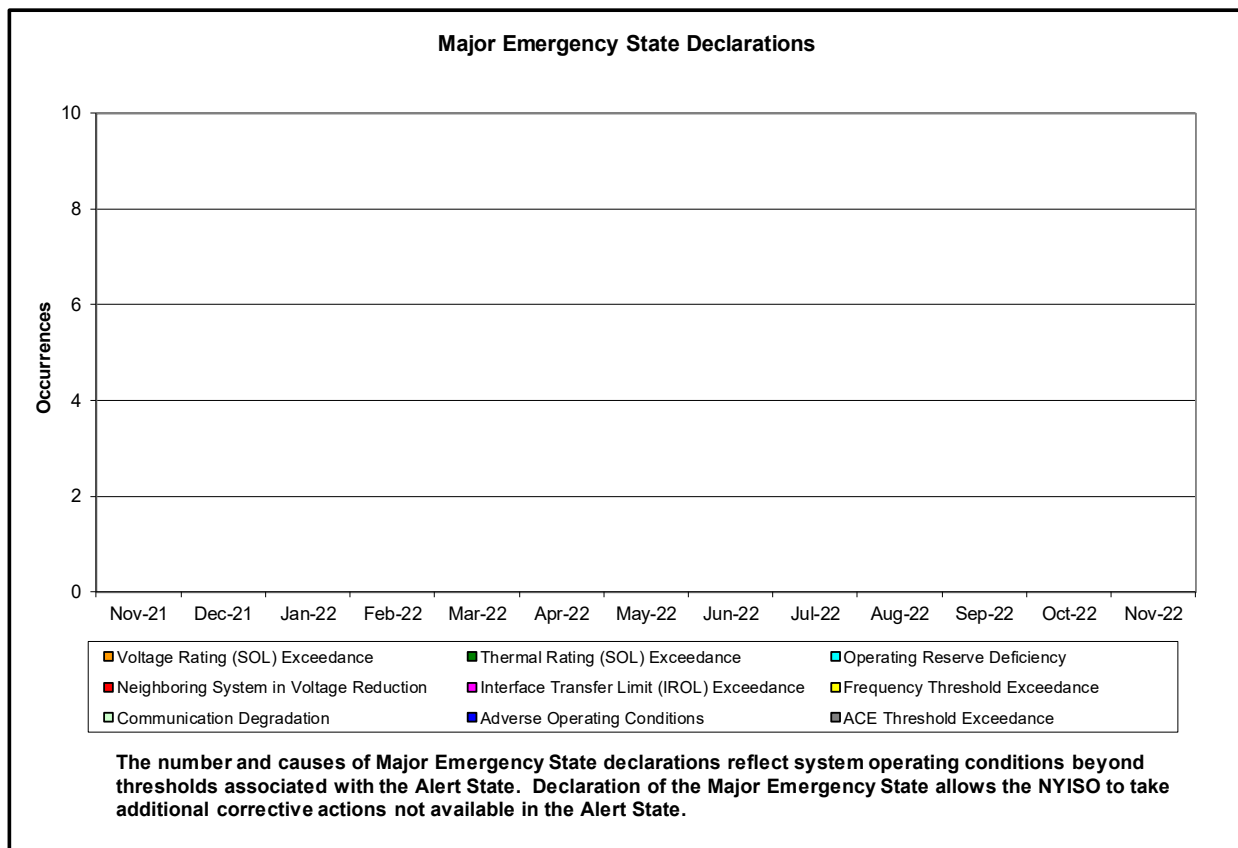 Major Emergency State Declarations
10
8
6
4
2
0
Occurrences
Nov-21 Dec-21 Jan-22 Feb-22 Mar-22 Apr-22 May-22 Jun-22 Jul-22 Aug-22 Sep-22 Oct-22 Nov-22
Voltage Rating (SOL) Exceedance Thermal Rating (SOL) Exceedance Operating Reserve Deficiency
Neighboring System in Voltage Reduction Interface Transfer Limit (IROL) Exceedance Frequency Threshold Exceedance
Communication Degradation Adverse Operating Conditions ACE Threshold Exceedance
The number and causes of Major Emergency State declarations reflect system operating conditions beyond
thresholds associated with the Alert State. Declaration of the Major Emergency State allows the NYISO to take
additional corrective actions not available in the Alert State.